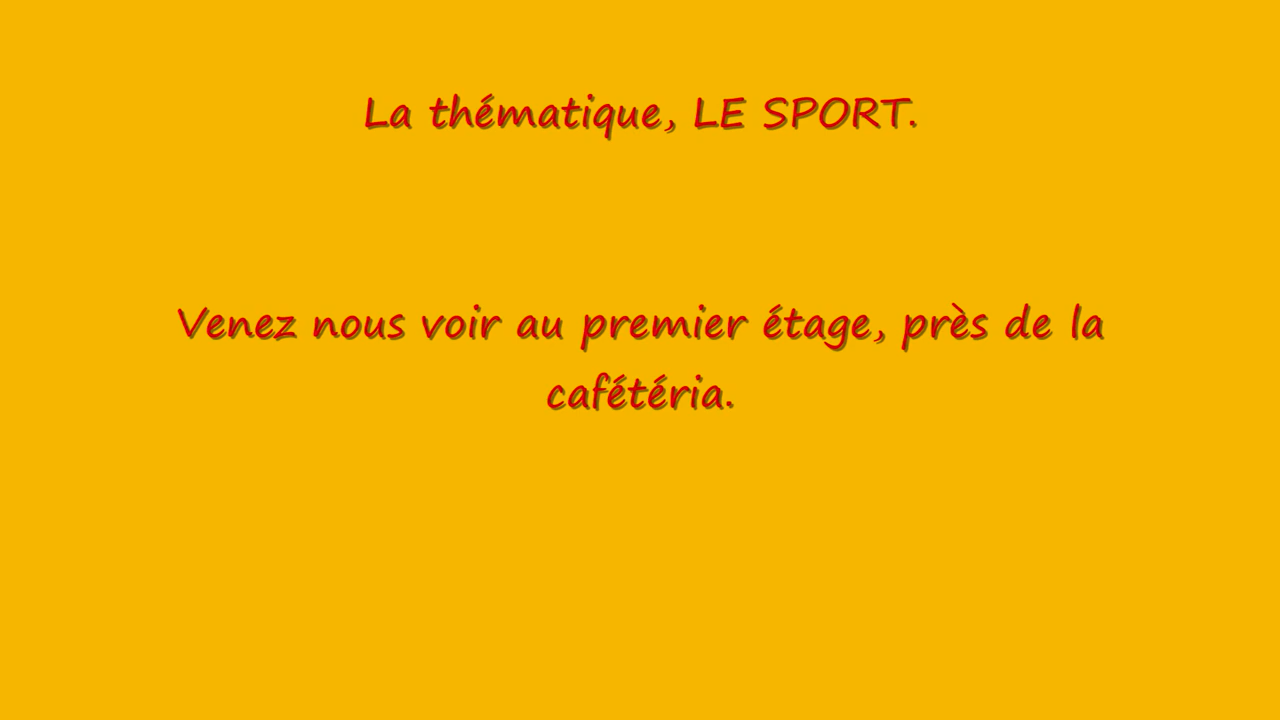 La thématique, LE SPORT.
Venez nous voir au premier étage, près de la
cafétéria.